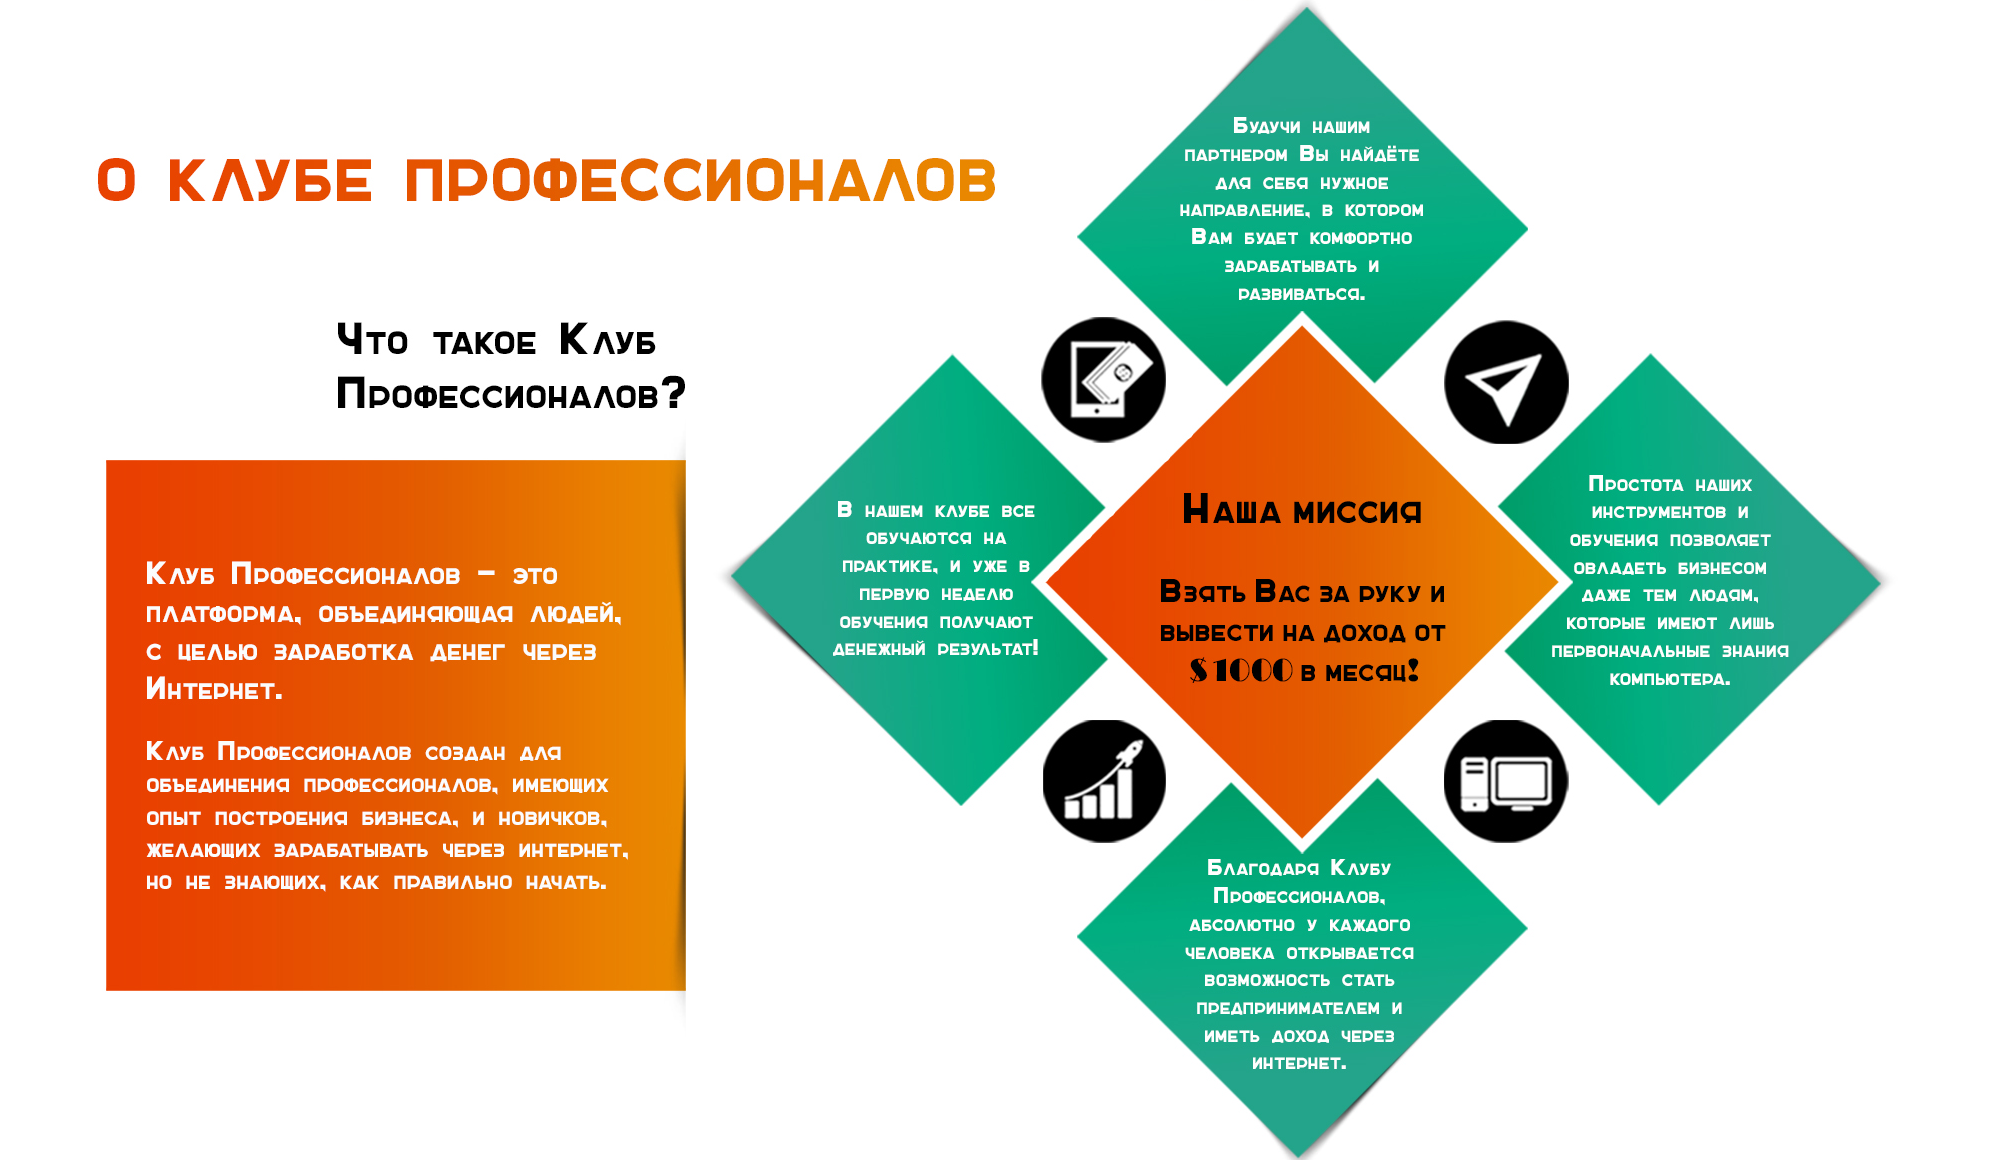 О КЛУБЕ ПРОФЕССИОНАЛОВ
Что такое Клуб
Профессионалов?
Клуб Профессионалов – это
платформа, объединяющая людей,
с целью заработка денег через
Интернет.
Клуб Профессионалов создан для
объединения профессионалов, имеющих
опыт построения бизнеса, и новичков,
желающих зарабатывать через интернет,
но не знающих, как правильно начать.
Будучи нашим
партнером Вы найдёте
для себя нужное
направление, в котором
Вам будет комфортно
зарабатывать и
развиваться.
В нашем клубе все
обучаются на
практике, и уже в
первую неделю
обучения получают
денежный результат!
Наша миссия
Взять Вас за руку и
вывести на доход от
$1000 в месяц!
Простота наших
инструментов и
обучения позволяет
овладеть бизнесом
даже тем людям,
которые имеют лишь
первоначальные знания
компьютера.
Благодаря Клубу
Профессионалов,
абсолютно у каждого
человека открывается
возможность стать
предпринимателем и
иметь доход через
интернет.